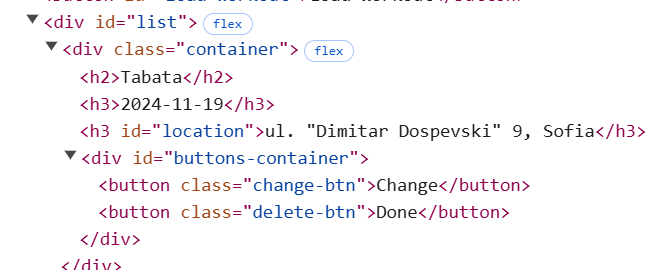 <div id="list"> flex
<div class="container"> flex
<h2>Tabata</h2>
<h3>2024-11-19</h3>
<h3 id="location">ul. "Dimitar Dospevski" 9, Sofia</h3>
<div id="buttons-container">
<button class="change-btn">Change</button>
<button class="delete-btn">Done</button>
</div>
</div>